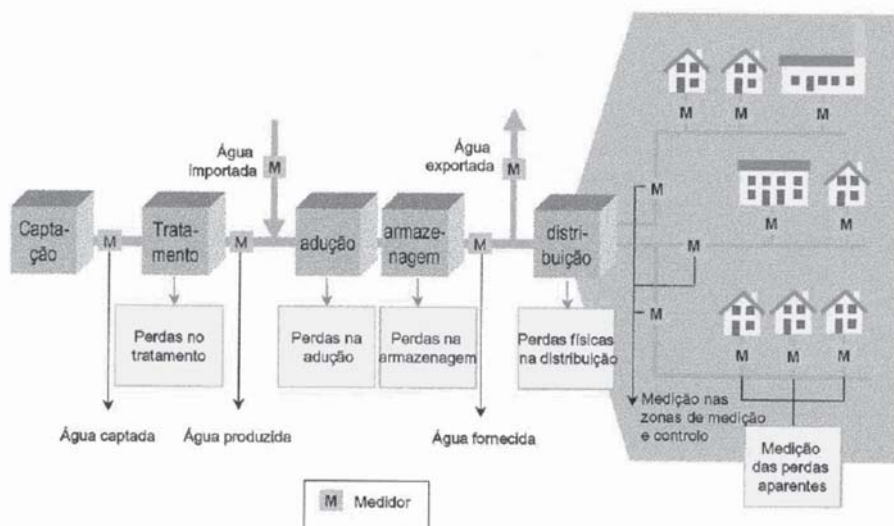 Água
importada
M
Água
exportada
M
M
M
M
M
M
M
Capta-
ção
M
Trata-
mento
M
adução
armaze-
nagem
M
distri-
buição
M
M
Perdas no
tratamento
Perdas na
adução
Perdas na
armazenagem
Perdas físicas
na distribuição
M
M
M
Água captada
Água produzida
Água fornecida
Medição nas
zonas de medição
e controlo
Medição
das perdas
aparentes
M Medidor